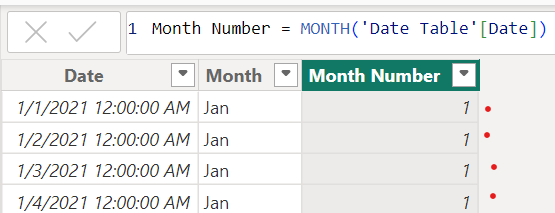 1 Month Number = MONTH('Date Table'[Date])
Date Month Month Number
1/1/2021 12:00:00 AM Jan 1
1/2/2021 12:00:00 AM Jan 1
1/3/2021 12:00:00 AM Jan 1
1/4/2021 12:00:00 AM Jan 1